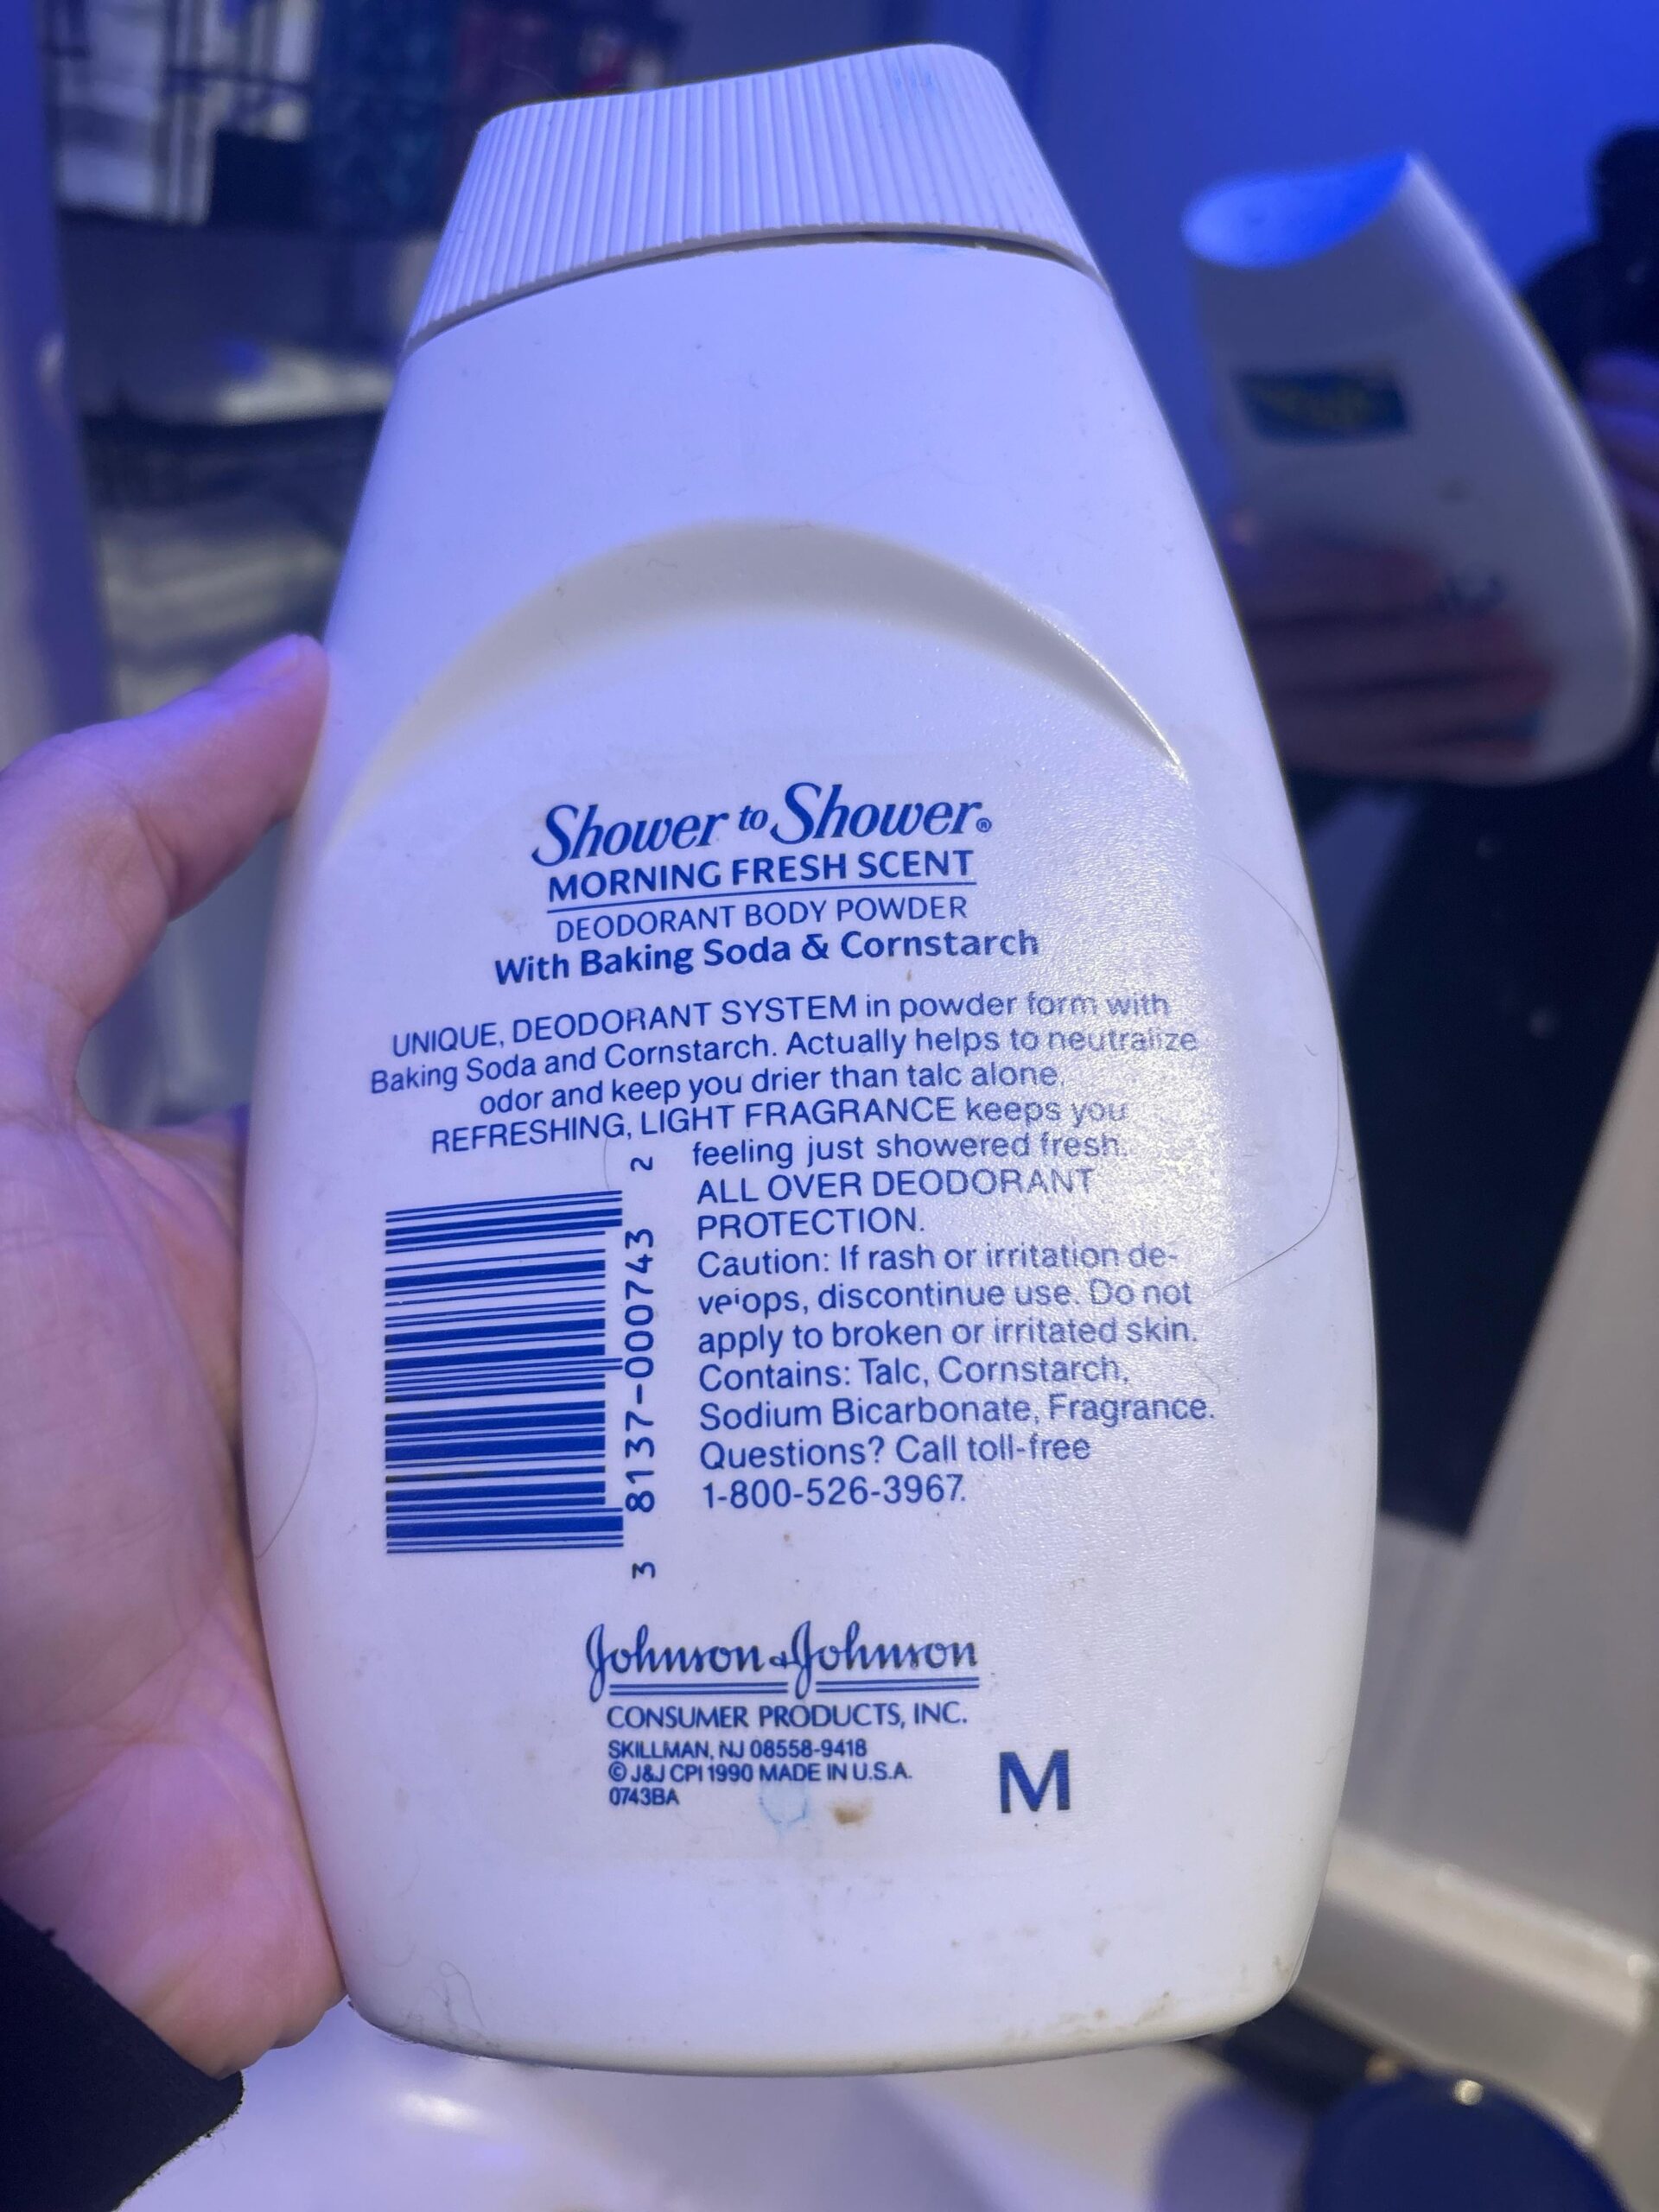 Shower to Shower®
MORNING FRESH SCENT
DEODORANT BODY POWDER
With Baking Soda & Cornstarch
UNIQUE, DEODORANT SYSTEM in powder form with
Baking Soda and Cornstarch. Actually helps to neutralize
odor and keep you drier than talc alone.
REFRESHING, LIGHT FRAGRANCE keeps you
feeling just showered fresh.
ALL OVER DEODORANT
PROTECTION.
Caution: If rash or irritation de-
velops, discontinue use. Do not
apply to broken or irritated skin.
Contains: Talc, Cornstarch,
Sodium Bicarbonate, Fragrance.
Questions? Call toll-free
1-800-526-3967.
3 8137-000743 2
Johnson & Johnson
CONSUMER PRODUCTS, INC.
SKILLMAN, NJ 08558-9418
© J&J CPI 1990 MADE IN U.S.A.
0743BA
M